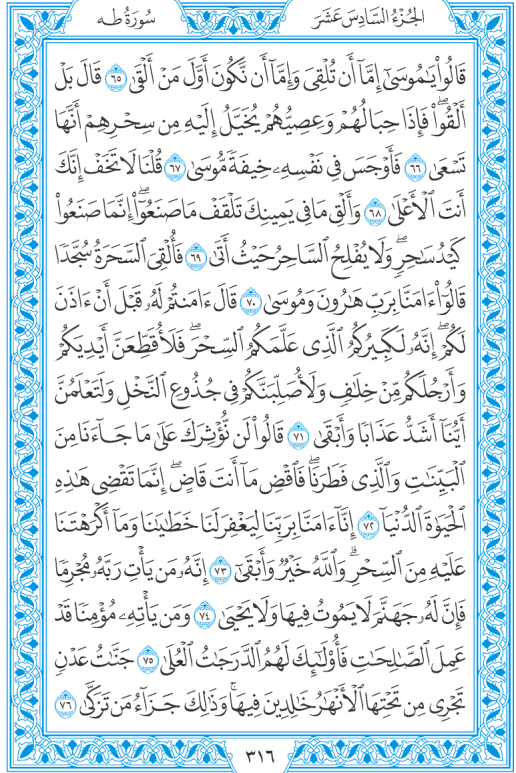 الجُزْءُ السَّادِسَ عَشَرَ
سُورَةُ طه
قَالُوا۟ يَٰمُوسَىٰٓ إِمَّآ أَن تُلْقِىَ وَإِمَّآ أَن نَّكُونَ أَوَّلَ مَنْ أَلْقَىٰ ٦٥ قَالَ بَلْ
أَلْقُوا۟ۖ فَإِذَا حِبَالُهُمْ وَعِصِيُّهُمْ يُخَيَّلُ إِلَيْهِ مِن سِحْرِهِمْ أَنَّهَا
تَسْعَىٰ ٦٦ فَأَوْجَسَ فِى نَفْسِهِۦ خِيفَةً مُّوسَىٰ ٦٧ قُلْنَا لَا تَخَفْ إِنَّكَ
أَنتَ ٱلْأَعْلَىٰ ٦٨ وَأَلْقِ مَا فِى يَمِينِكَ تَلْقَفْ مَا صَنَعُوٓا۟ۖ إِنَّمَا صَنَعُوا۟
كَيْدُ سَٰحِرٍۖ وَلَا يُفْلِحُ ٱلسَّاحِرُ حَيْثُ أَتَىٰ ٦٩ فَأُلْقِىَ ٱلسَّحَرَةُ سُجَّدًا
قَالُوٓا۟ ءَامَنَّا بِرَبِّ هَٰرُونَ وَمُوسَىٰ ٧٠ قَالَ ءَامَنتُمْ لَهُۥ قَبْلَ أَنْ ءَاذَنَ
لَكُمْۖ إِنَّهُۥ لَكَبِيرُكُمُ ٱلَّذِى عَلَّمَكُمُ ٱلسِّحْرَۖ فَلَأُقَطِّعَنَّ أَيْدِيَكُمْ
وَأَرْجُلَكُم مِّنْ خِلَٰفٍ وَلَأُصَلِّبَنَّكُمْ فِى جُذُوعِ ٱلنَّخْلِ وَلَتَعْلَمُنَّ
أَيُّنَآ أَشَدُّ عَذَابًا وَأَبْقَىٰ ٧١ قَالُوا۟ لَن نُّؤْثِرَكَ عَلَىٰ مَا جَآءَنَا مِنَ
ٱلْبَيِّنَٰتِ وَٱلَّذِى فَطَرَنَاۖ فَٱقْضِ مَآ أَنتَ قَاضٍۖ إِنَّمَا تَقْضِى هَٰذِهِ
ٱلْحَيَوٰةَ ٱلدُّنْيَآ ٧٢ إِنَّآ ءَامَنَّا بِرَبِّنَا لِيَغْفِرَ لَنَا خَطَٰيَٰنَا وَمَآ أَكْرَهْتَنَا
عَلَيْهِ مِنَ ٱلسِّحْرِۗ وَٱللَّهُ خَيْرٌ وَأَبْقَىٰٓ ٧٣ إِنَّهُۥ مَن يَأْتِ رَبَّهُۥ مُجْرِمًا
فَإِنَّ لَهُۥ جَهَنَّمَ لَا يَمُوتُ فِيهَا وَلَا يَحْيَىٰ ٧٤ وَمَن يَأْتِهِۦ مُؤْمِنًا قَدْ
عَمِلَ ٱلصَّٰلِحَٰتِ فَأُو۟لَٰٓئِكَ لَهُمُ ٱلدَّرَجَٰتُ ٱلْعُلَىٰ ٧٥ جَنَّٰتُ عَدْنٍ
تَجْرِى مِن تَحْتِهَا ٱلْأَنْهَٰرُ خَٰلِدِينَ فِيهَاۚ وَذَٰلِكَ جَزَآءُ مَن تَزَكَّىٰ ٧٦
٣١٦